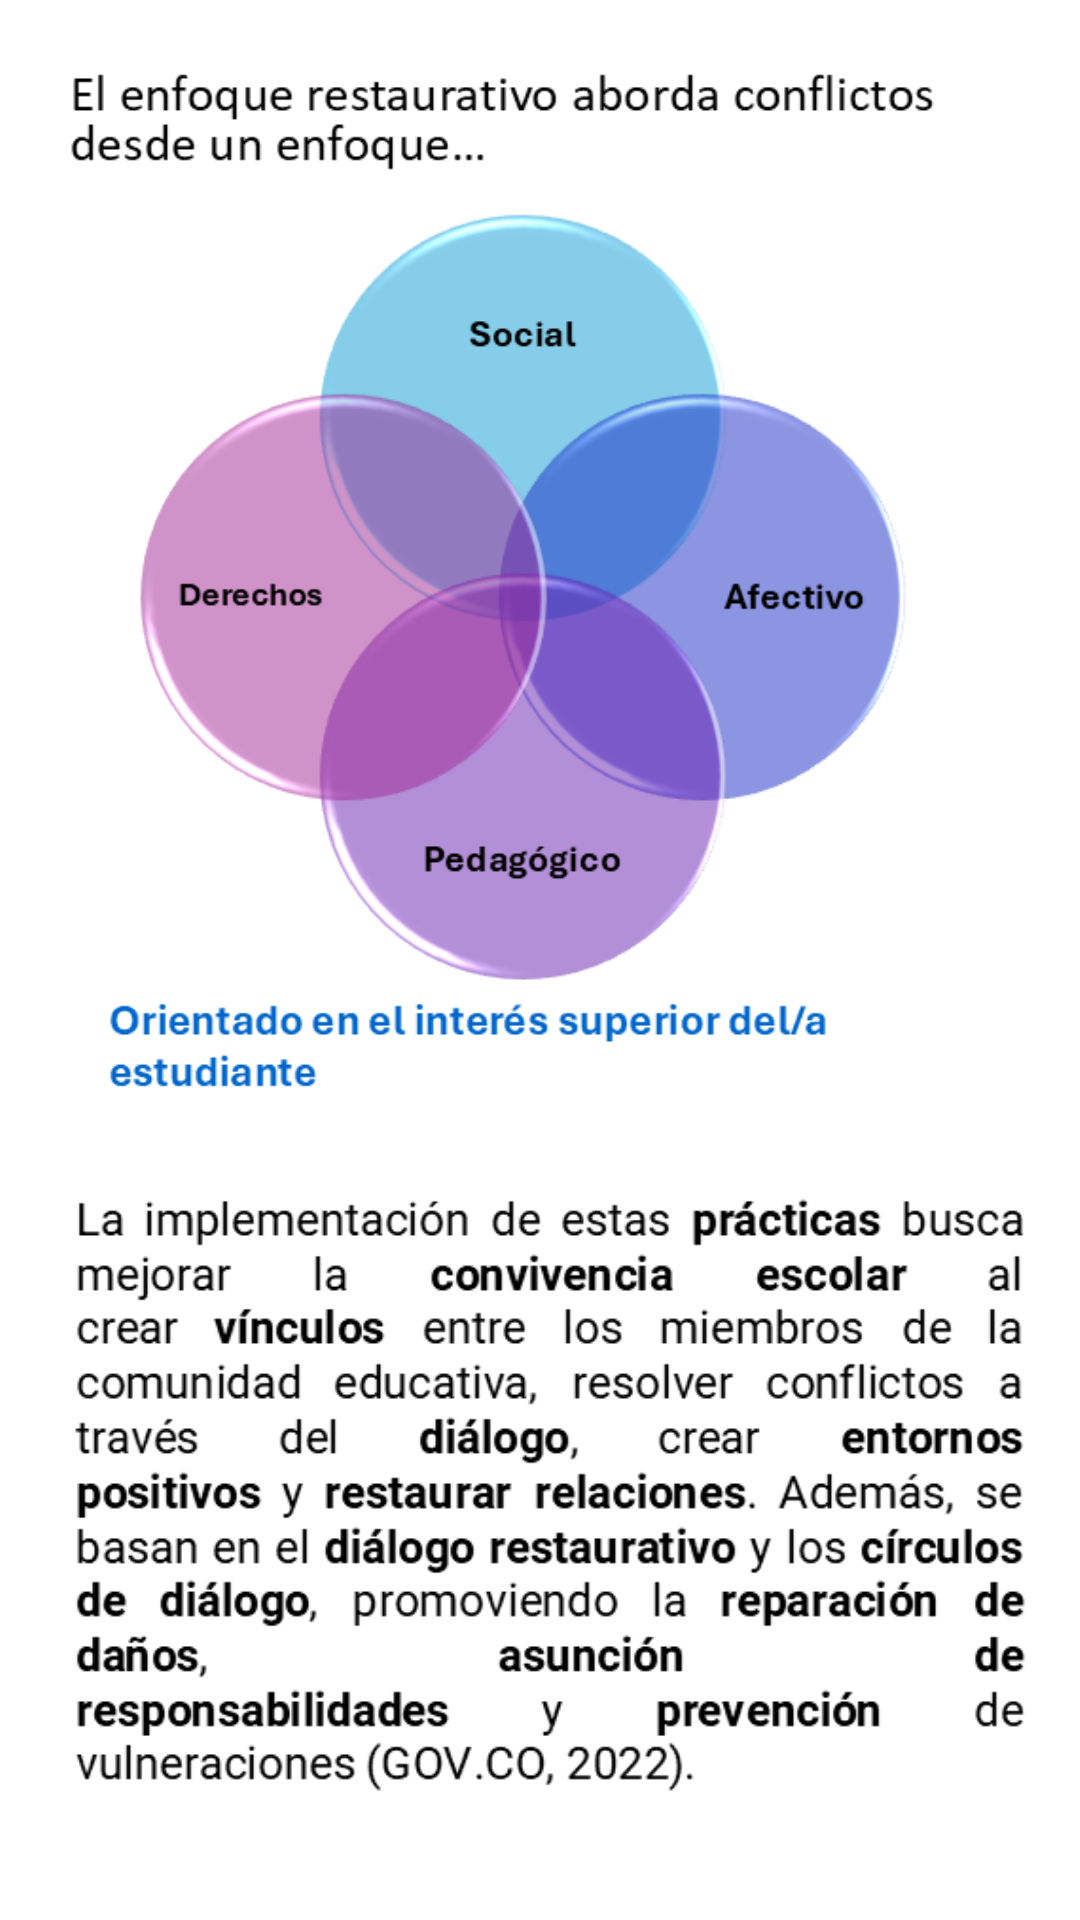 El enfoque restaurativo aborda conflictos
desde un enfoque...
Social
Derechos
Afectivo
Pedagógico
Orientado en el interés superior del/a
estudiante
La implementación de estas prácticas busca
mejorar la convivencia escolar al
crear vínculos entre los miembros de la
comunidad educativa, resolver conflictos a
través del diálogo, crear entornos
positivos y restaurar relaciones. Además, se
basan en el diálogo restaurativo y los círculos
de diálogo, promoviendo la reparación de
daños, asunción de
responsabilidades y prevención de
vulneraciones (GOV.CO, 2022).